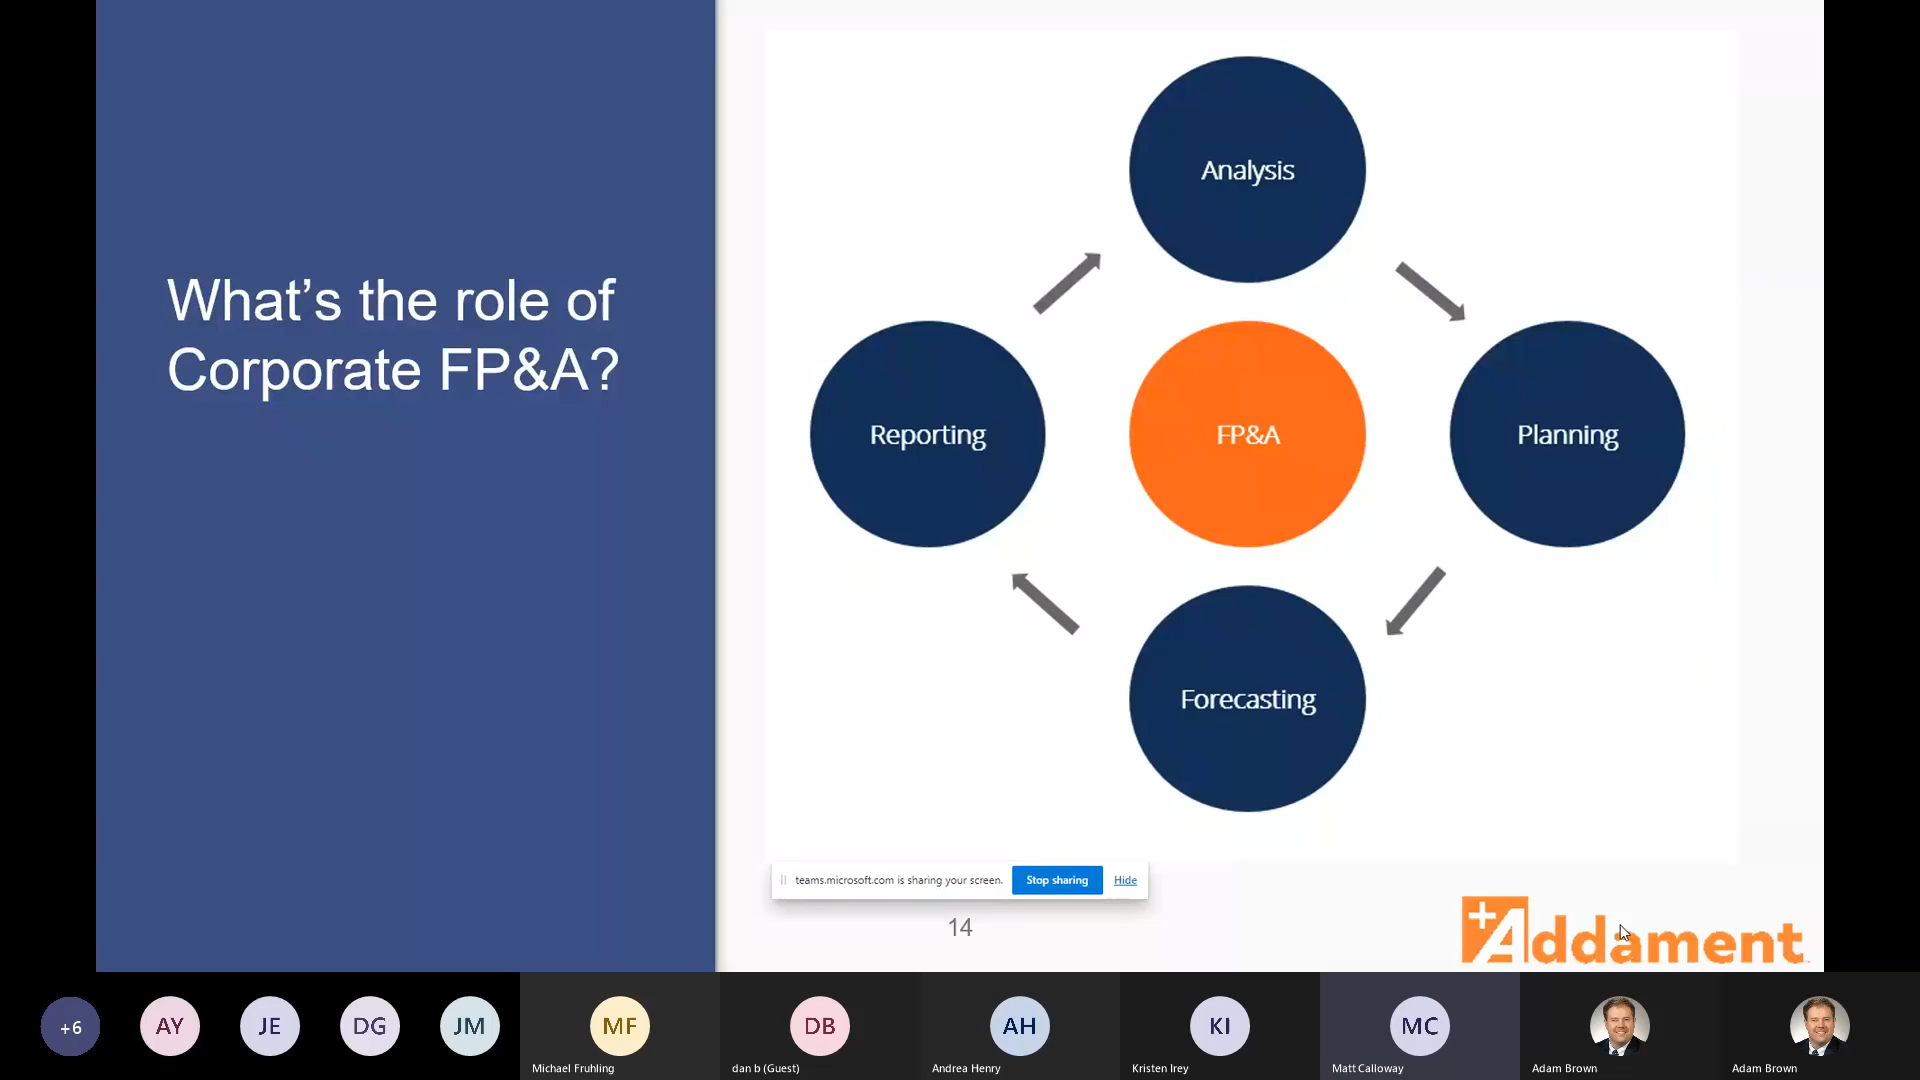 What’s the role of
Corporate FP&A?
Analysis
Reporting
FP&A
Planning
Forecasting
teams.microsoft.com is sharing your screen.
Stop sharing
Hide
14
+Addament
+6
AY
JE
DG
JM
MF
DB
AH
KI
MC
Michael Fruhling
dan b (Guest)
Andrea Henry
Kristen Irey
Matt Calloway
Adam Brown
Adam Brown